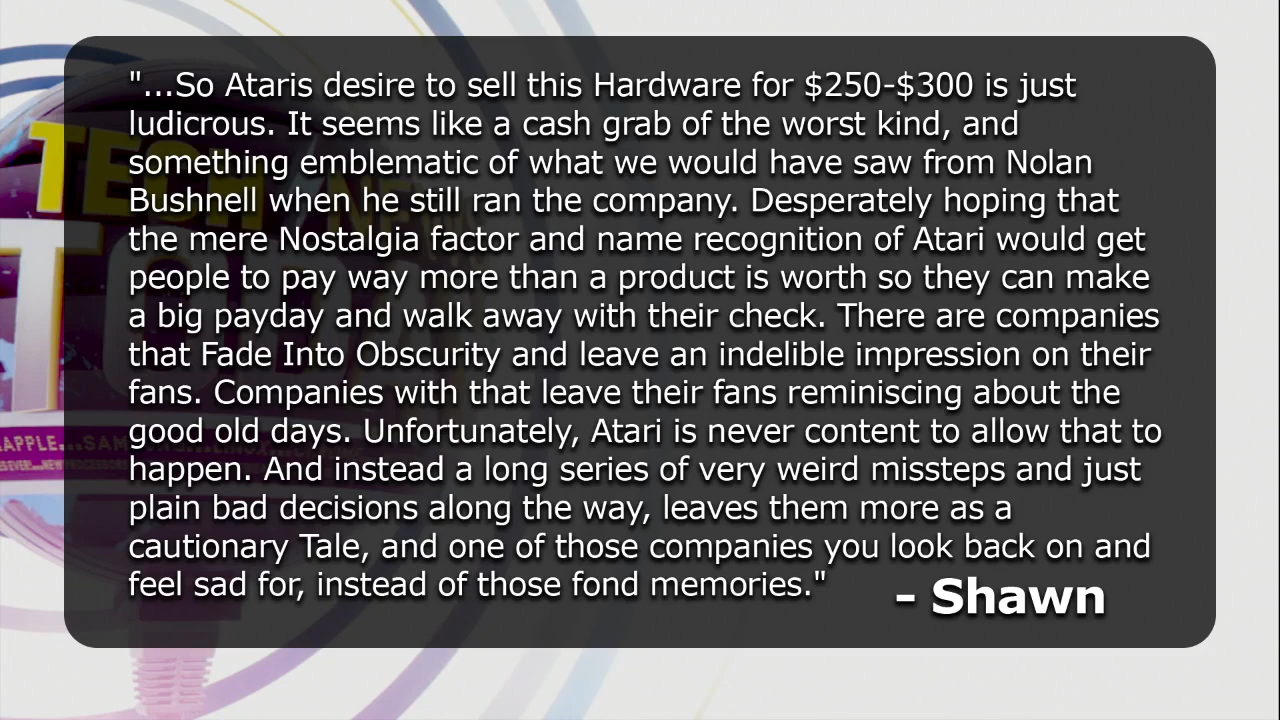 "...So Ataris desire to sell this Hardware for $250-$300 is just
ludicrous. It seems like a cash grab of the worst kind, and
something emblematic of what we would have saw from Nolan
Bushnell when he still ran the company. Desperately hoping that
the mere Nostalgia factor and name recognition of Atari would get
people to pay way more than a product is worth so they can make
a big payday and walk away with their check. There are companies
that Fade Into Obscurity and leave an indelible impression on their
fans. Companies with that leave their fans reminiscing about the
good old days. Unfortunately, Atari is never content to allow that to
happen. And instead a long series of very weird missteps and just
plain bad decisions along the way, leaves them more as a
cautionary Tale, and one of those companies you look back on and
feel sad for, instead of those fond memories."
- Shawn
TECH
APPLE...